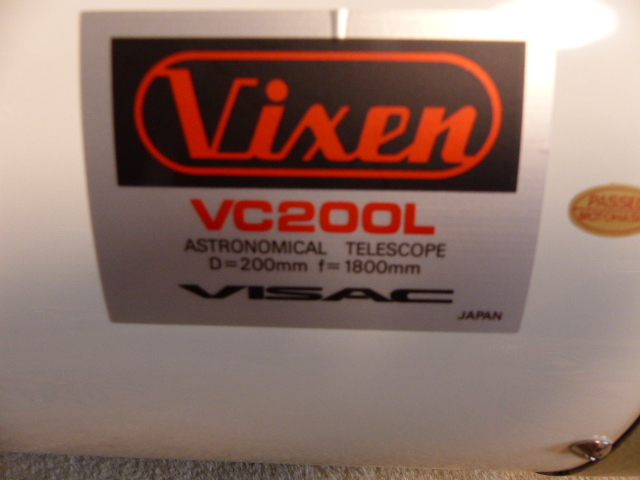 Vixen
VC200L
ASTRONOMICAL TELESCOPE
D=200mm f=1800mm
VISAC
JAPAN
PASSED